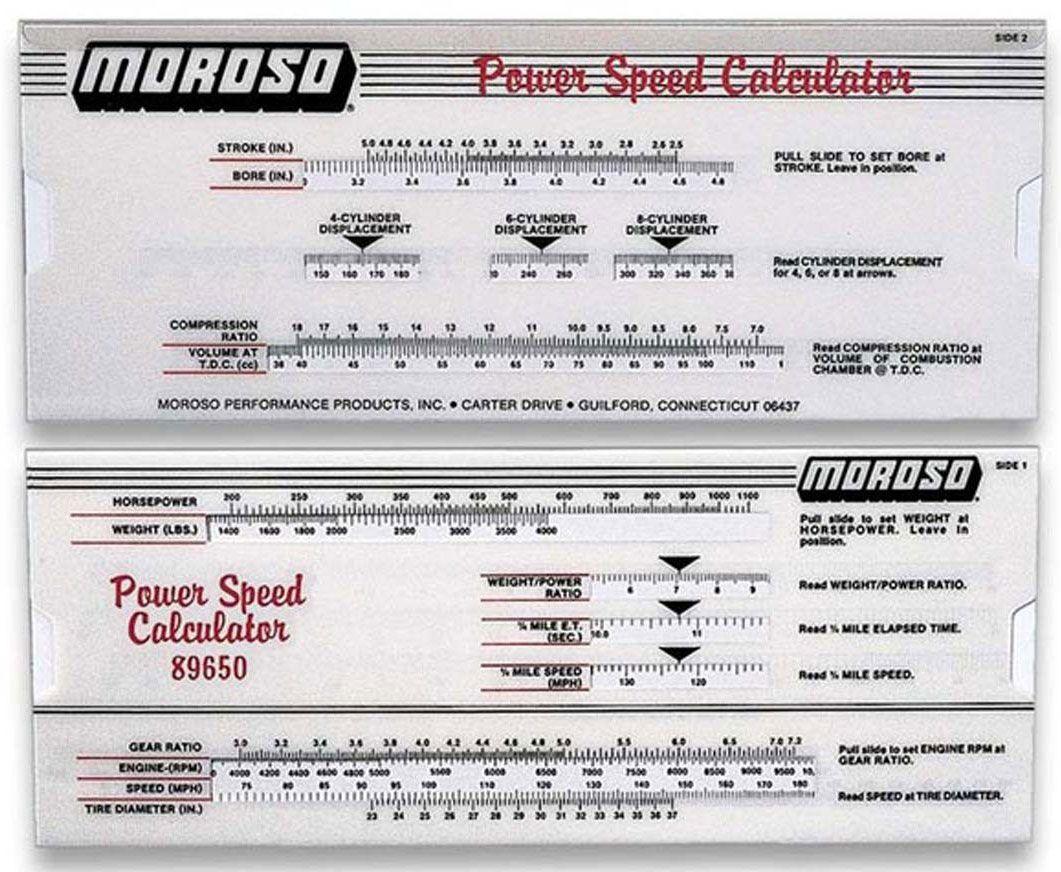 SIDE 2
MOROSO®
Power Speed Calculator
STROKE (IN.) 5.0 4.8 4.6 4.4 4.2 4.0 3.8 3.6 3.4 3.2 3.0 2.8 2.6 2.5
BORE (IN.) 3.2 3.4 3.6 3.8 4.0 4.2 4.4 4.6 4.8
PULL SLIDE TO SET BORE at
STROKE. Leave in position.
4-CYLINDER
DISPLACEMENT
6-CYLINDER
DISPLACEMENT
8-CYLINDER
DISPLACEMENT
150 160 170 180
240 260
300 320 340 360
Read CYLINDER DISPLACEMENT
for 4, 6, or 8 at arrows.
COMPRESSION
RATIO
18 17 16 15 14 13 12 11 10.0 9.5 9.0 8.5 8.0 7.5 7.0
VOLUME AT
T.D.C. (cc)
38 40 45 50 55 60 65 70 75 80 85 90 95 100 110
Read COMPRESSION RATIO at
VOLUME OF COMBUSTION
CHAMBER @ T.D.C.
MOROSO PERFORMANCE PRODUCTS, INC. • CARTER DRIVE • GUILFORD, CONNECTICUT 06437
MOROSO
SIDE 1
HORSEPOWER 200 250 300 350 400 450 500 600 700 800 900 1000 1100
WEIGHT (LBS.) 1400 1600 1800 2000 2500 3000 3500 4000
Pull slide to set WEIGHT at
HORSEPOWER. Leave in
position.
Power Speed
Calculator
89650
WEIGHT/POWER
RATIO
6 7 8 9
Read WEIGHT/POWER RATIO.
¼ MILE E.T.
(SEC.)
10.0 11
Read ¼ MILE ELAPSED TIME.
¼ MILE SPEED
(MPH)
130 120
Read ¼ MILE SPEED.
GEAR RATIO 3.0 3.2 3.4 3.6 3.8 4.0 4.2 4.4 4.6 4.8 5.0 5.5 6.0 6.5 7.0 7.2
ENGINE-(RPM) 4000 4200 4400 4600 4800 5000 5500 6000 6500 7000 7500 8000 8500 9000 9500
SPEED (MPH) 75 80 85 90 95 100 110 120 130 140 150 160 170 180
TIRE DIAMETER (IN.) 23 24 25 26 27 28 29 30 31 32 33 34 35 36 37
Pull slide to set ENGINE RPM at
GEAR RATIO.
Read SPEED at TIRE DIAMETER.